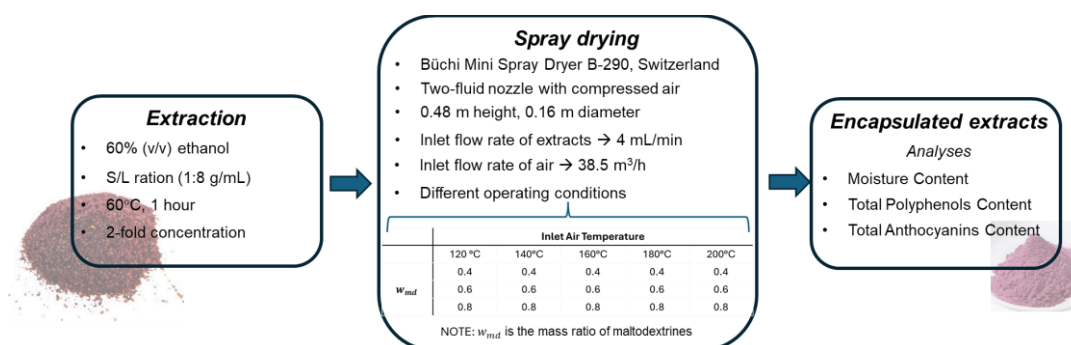 Extraction
• 60% (v/v) ethanol
• S/L ration (1:8 g/mL)
• 60°C, 1 hour
• 2-fold concentration
Spray drying
• Büchi Mini Spray Dryer B-290, Switzerland
• Two-fluid nozzle with compressed air
• 0.48 m height, 0.16 m diameter
• Inlet flow rate of extracts → 4 mL/min
• Inlet flow rate of air → 38.5 m³/h
• Different operating conditions
Inlet Air Temperature
120 °C 140°C 160°C 180°C 200°C
0.4 0.4 0.4 0.4 0.4
w_md 0.6 0.6 0.6 0.6 0.6
0.8 0.8 0.8 0.8 0.8
NOTE: w_md is the mass ratio of maltodextrines
Encapsulated extracts
Analyses
• Moisture Content
• Total Polyphenols Content
• Total Anthocyanins Content